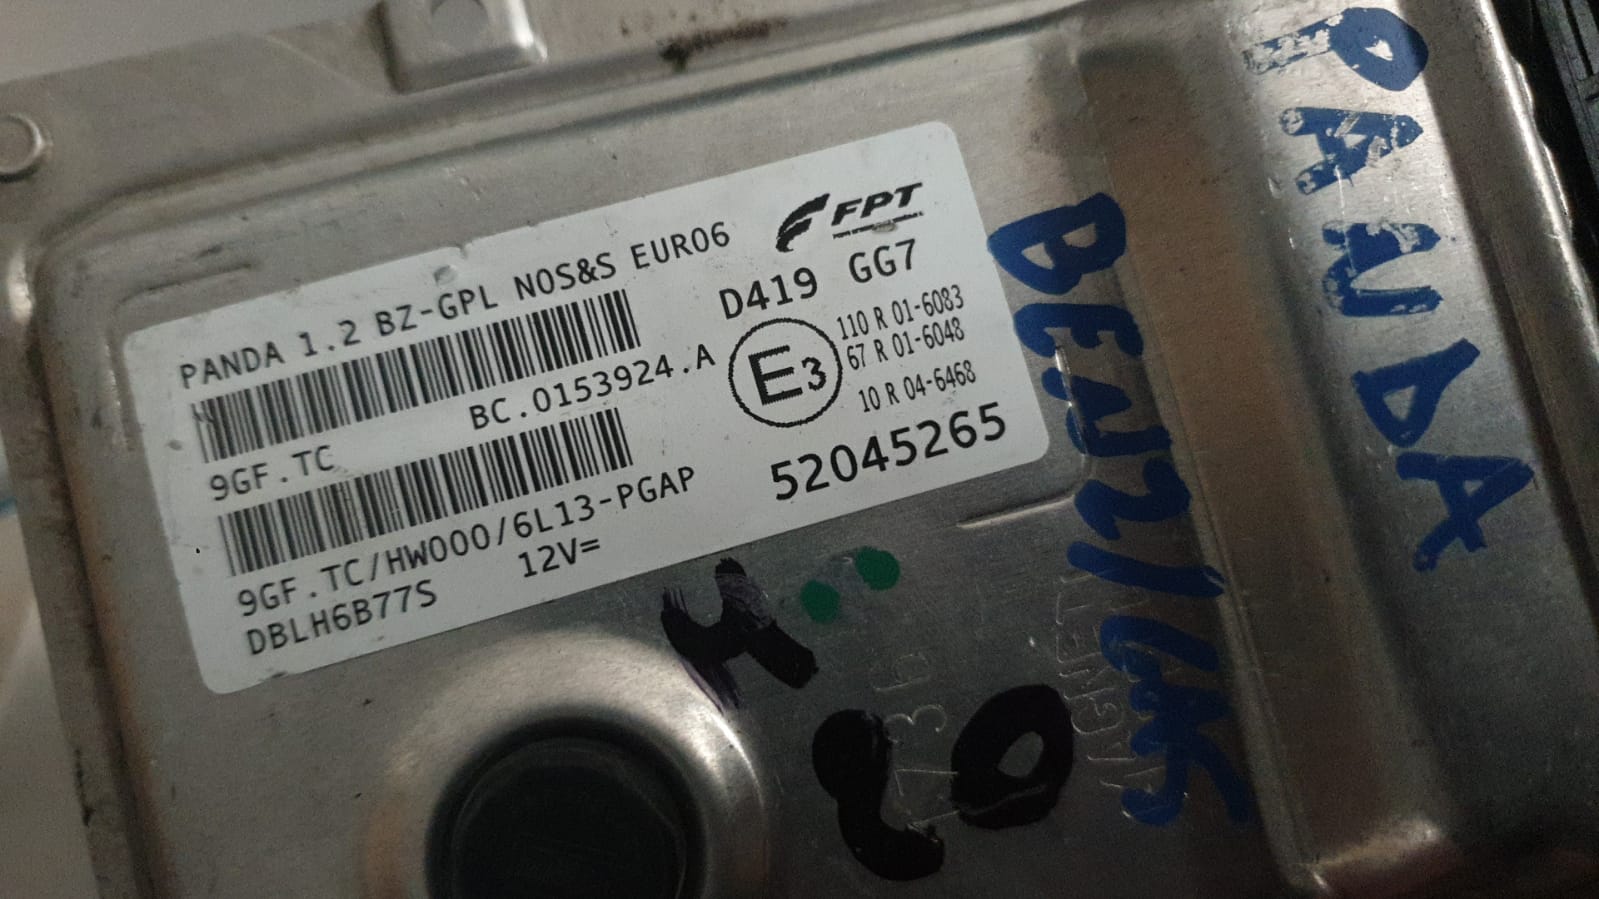 PANDA 1.2 BZ-GPL NOS&S EURO6
FPT
D419 GG7
BC.0153924.A
E3
110 R 01-6083
67 R 01-6048
10 R 04-6468
9GF.TC
52045265
9GF.TC/HW000/6L13-PGAP
DBLH6B77S 12V=
PANDA